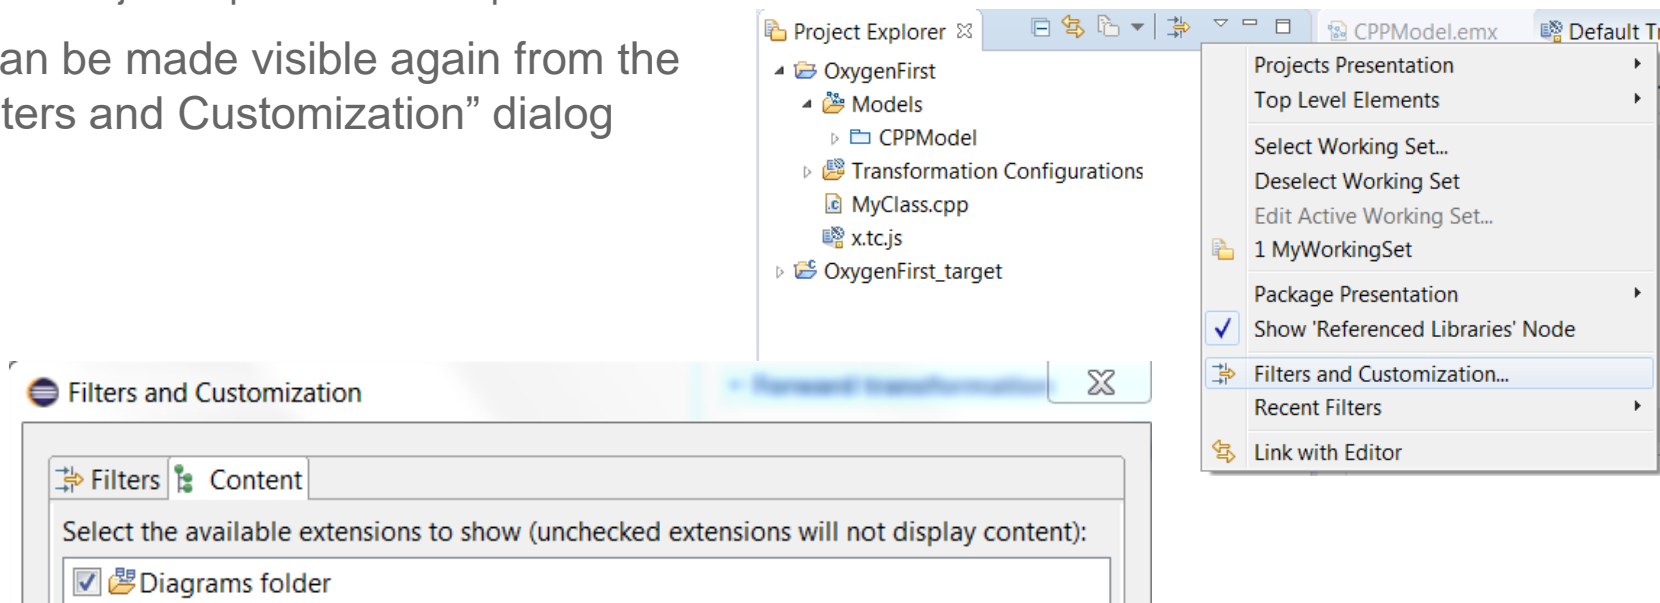 an be made visible again from the
ters and Customization” dialog
Project Explorer
OxygenFirst
Models
CPPModel
Transformation Configurations
MyClass.cpp
x.tc.js
OxygenFirst_target
CPPModel.emx
Default T
Projects Presentation
Top Level Elements
Select Working Set...
Deselect Working Set
Edit Active Working Set...
1 MyWorkingSet
Package Presentation
Show 'Referenced Libraries' Node
Filters and Customization...
Recent Filters
Link with Editor
Filters and Customization
Forward transformation
Filters
Content
Select the available extensions to show (unchecked extensions will not display content):
Diagrams folder